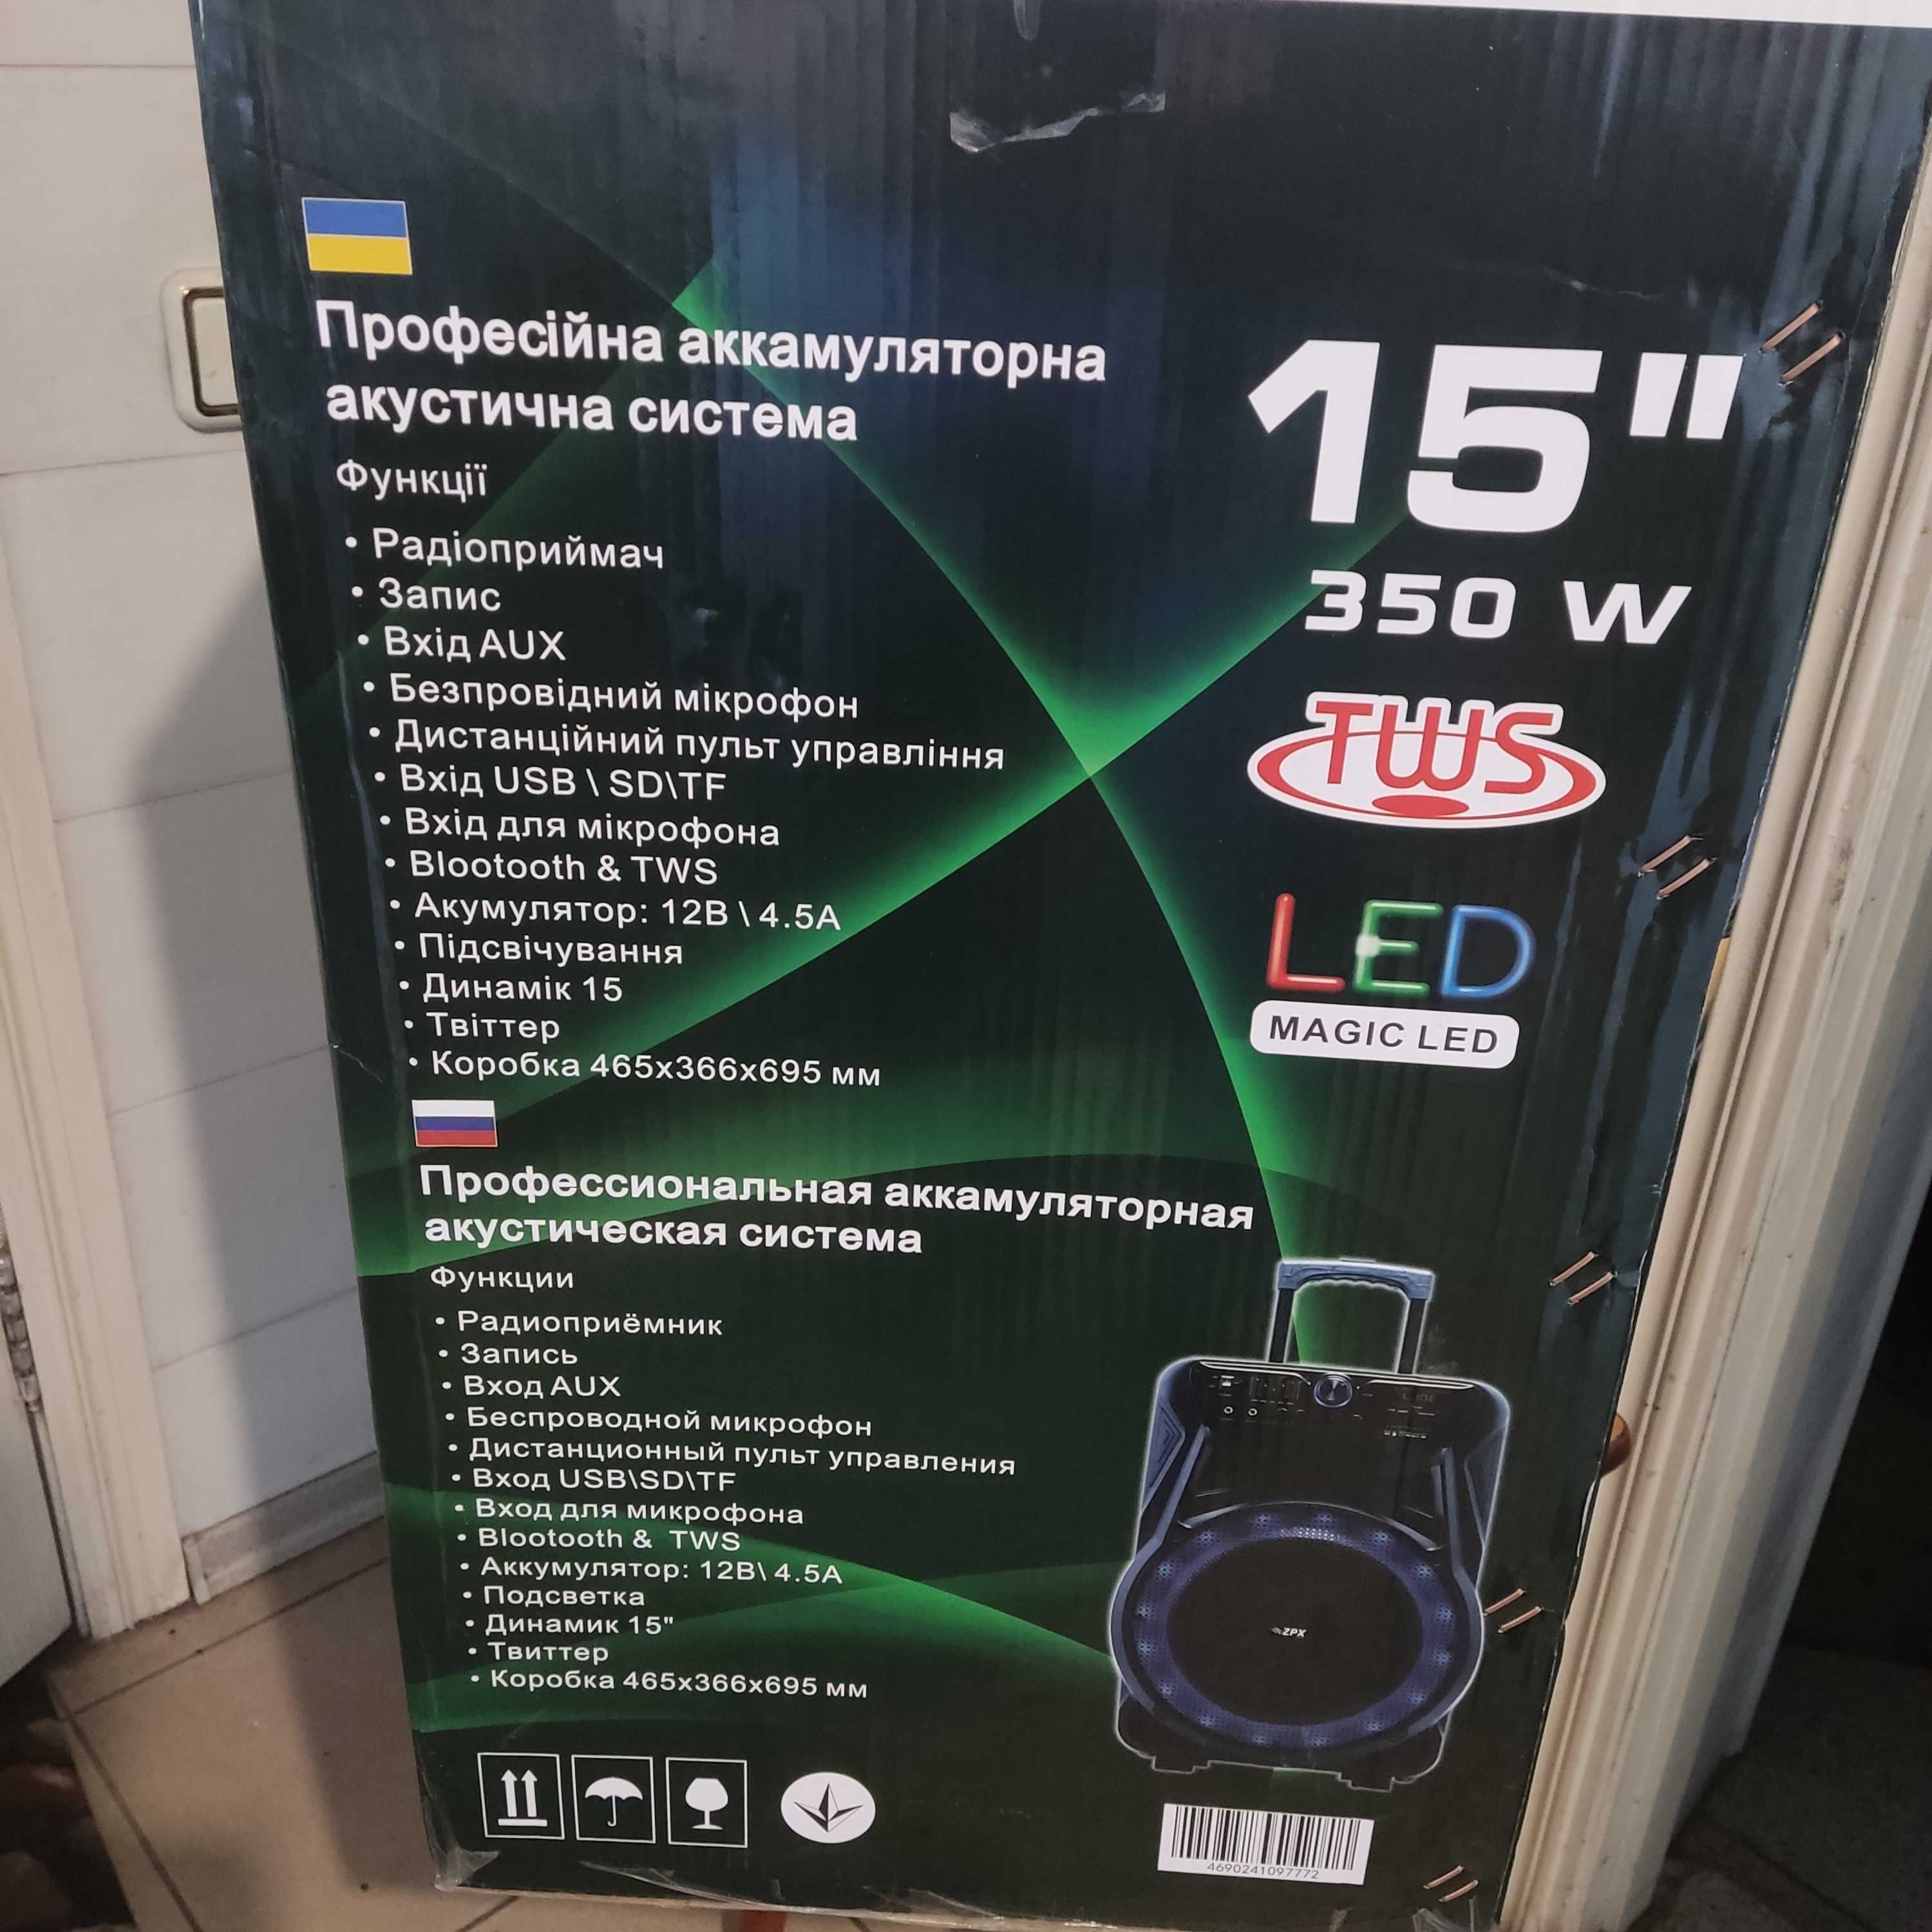 Професійна аккамуляторна
акустична система
Функції
• Радіоприймач
• Запис
• Вхід AUX
• Безпровідний мікрофон
• Дистанційний пульт управління
• Вхід USB \ SD\TF
• Вхід для мікрофона
• Blootooth & TWS
• Акумулятор: 12В \ 4.5А
• Підсвічування
• Динамік 15
• Твіттер
• Коробка 465х366х695 мм
15"
350 W
TWS
LED
MAGIC LED
Профессиональная аккамуляторная
акустическая система
Функции
• Радиоприёмник
• Запись
• Вход AUX
• Беспроводной микрофон
• Дистанционный пульт управления
• Вход USB\SD\TF
• Вход для микрофона
• Blootooth & TWS
• Аккумулятор: 12В\ 4.5А
• Подсветка
• Динамик 15"
• Твиттер
• Коробка 465х366х695 мм
ZPX
4690241097772